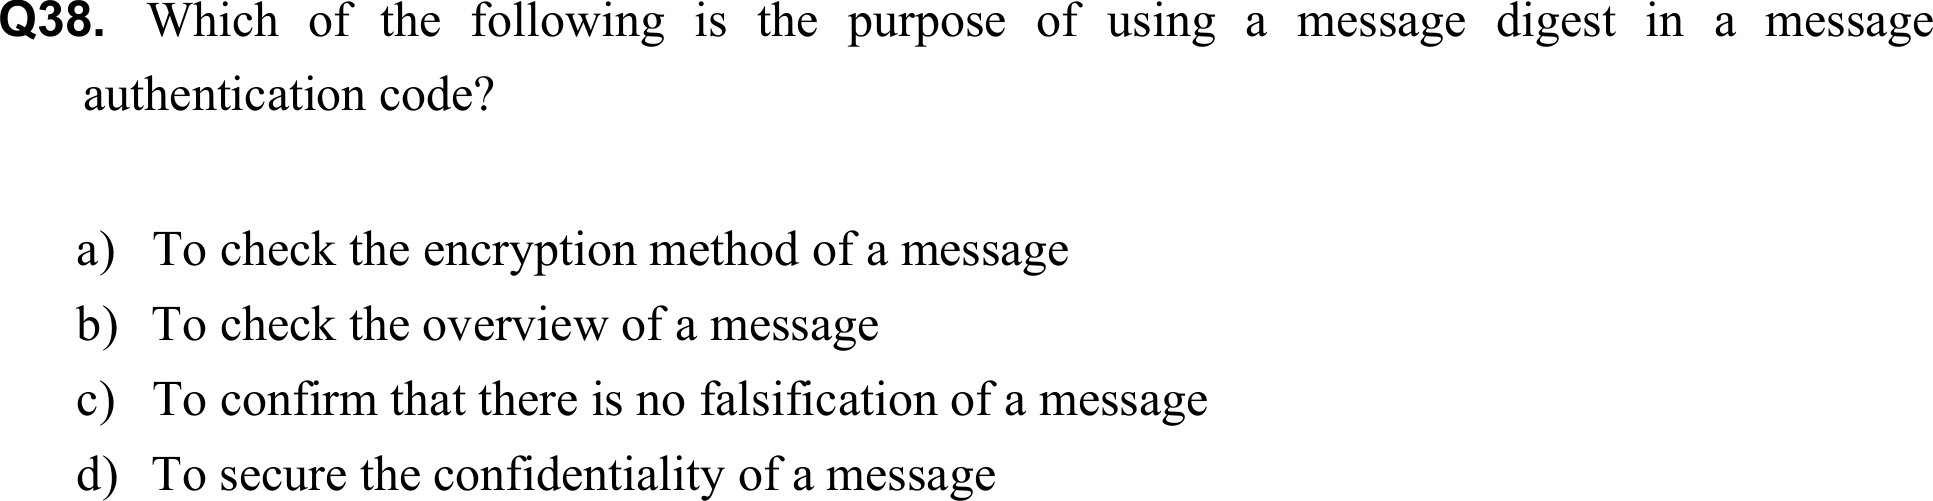 Q38. Which of the following is the purpose of using a message digest in a message
authentication code?
a) To check the encryption method of a message
b) To check the overview of a message
c) To confirm that there is no falsification of a message
d) To secure the confidentiality of a message